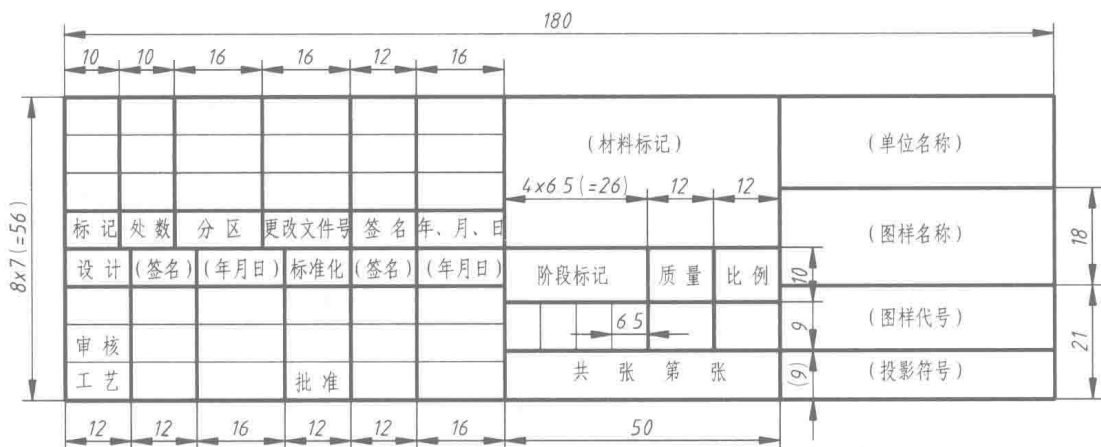 180
10 10 16 16 12 16
(材料标记) (单位名称)
4x6 5(=26) 12 12
8x7(=56)
标 记 处 数 分 区 更改文件号 签 名 年、月、日
(图样名称) 18
设 计 (签名) (年月日) 标准化 (签名) (年月日) 阶段标记 质 量 比 例 10
6 5 9 (图样代号) 21
审 核
工 艺 批 准 共 张 第 张 (9) (投影符号)
12 12 16 12 12 16 50